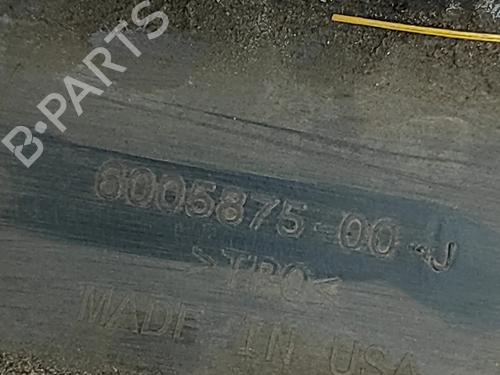 B-PARTS
6005875-00-J
>TPO<
MADE IN USA